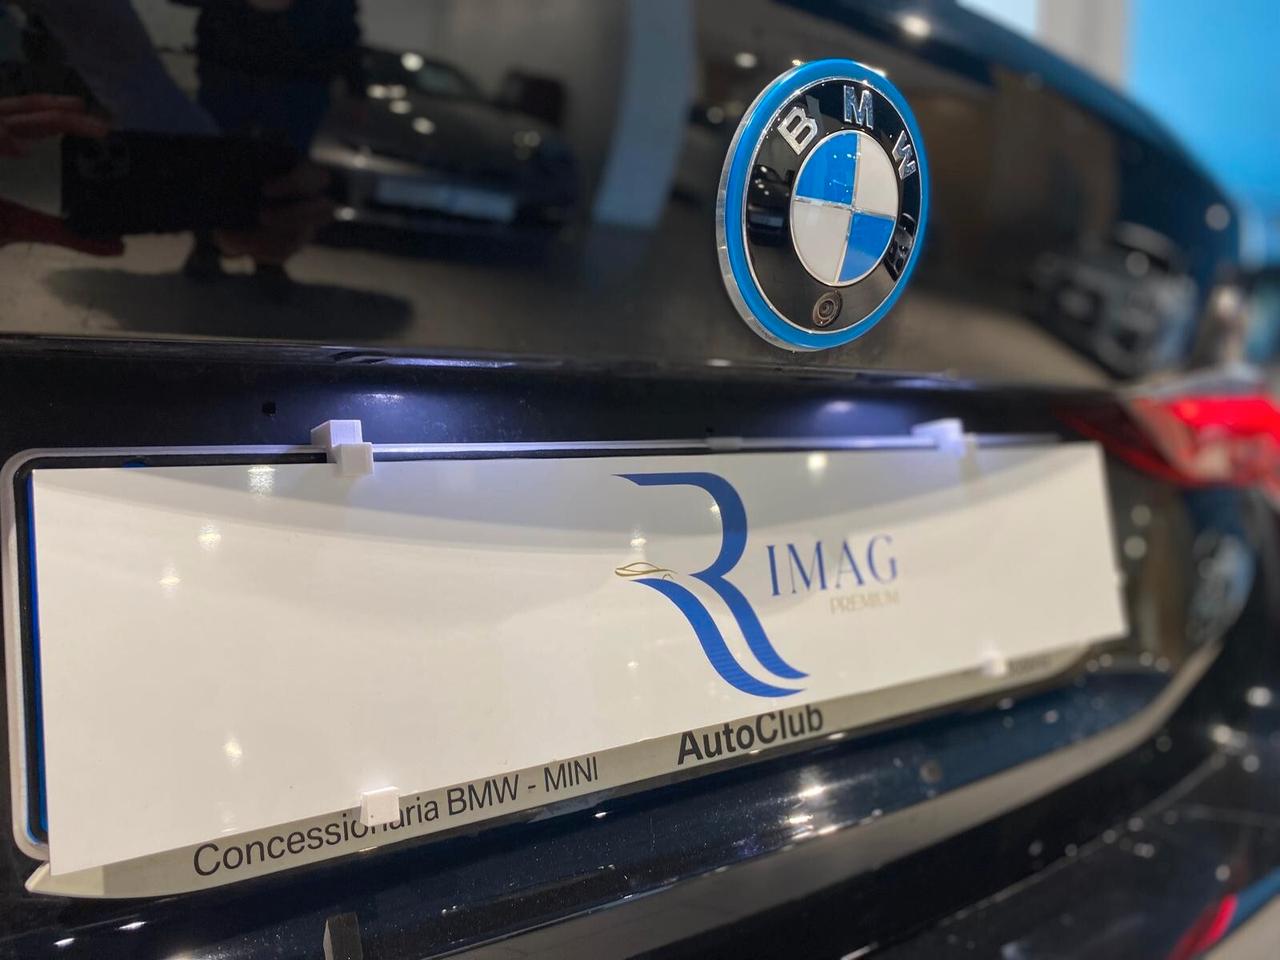 BMW
RIMAG
PREMIUM
AutoClub
Concessionaria BMW - MINI